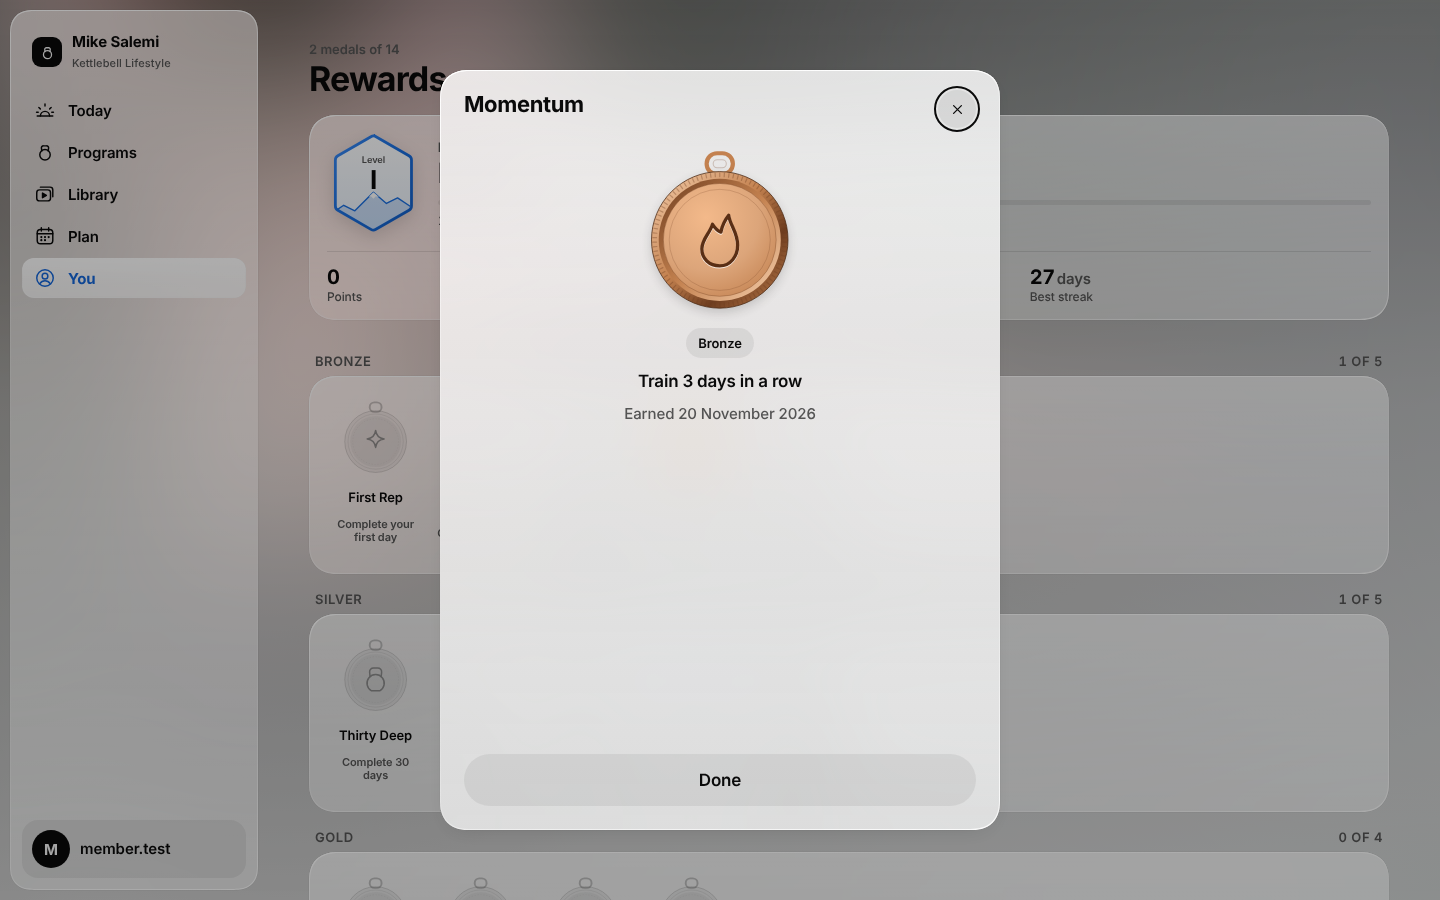 Mike Salemi
Kettlebell Lifestyle
Today
Programs
Library
Plan
You
M
member.test
2 medals of 14
Rewards
Level
I
0
Points
27 days
Best streak
BRONZE
1 OF 5
First Rep
Complete your
first day
SILVER
1 OF 5
Thirty Deep
Complete 30
days
GOLD
0 OF 4
Momentum
Bronze
Train 3 days in a row
Earned 20 November 2026
Done